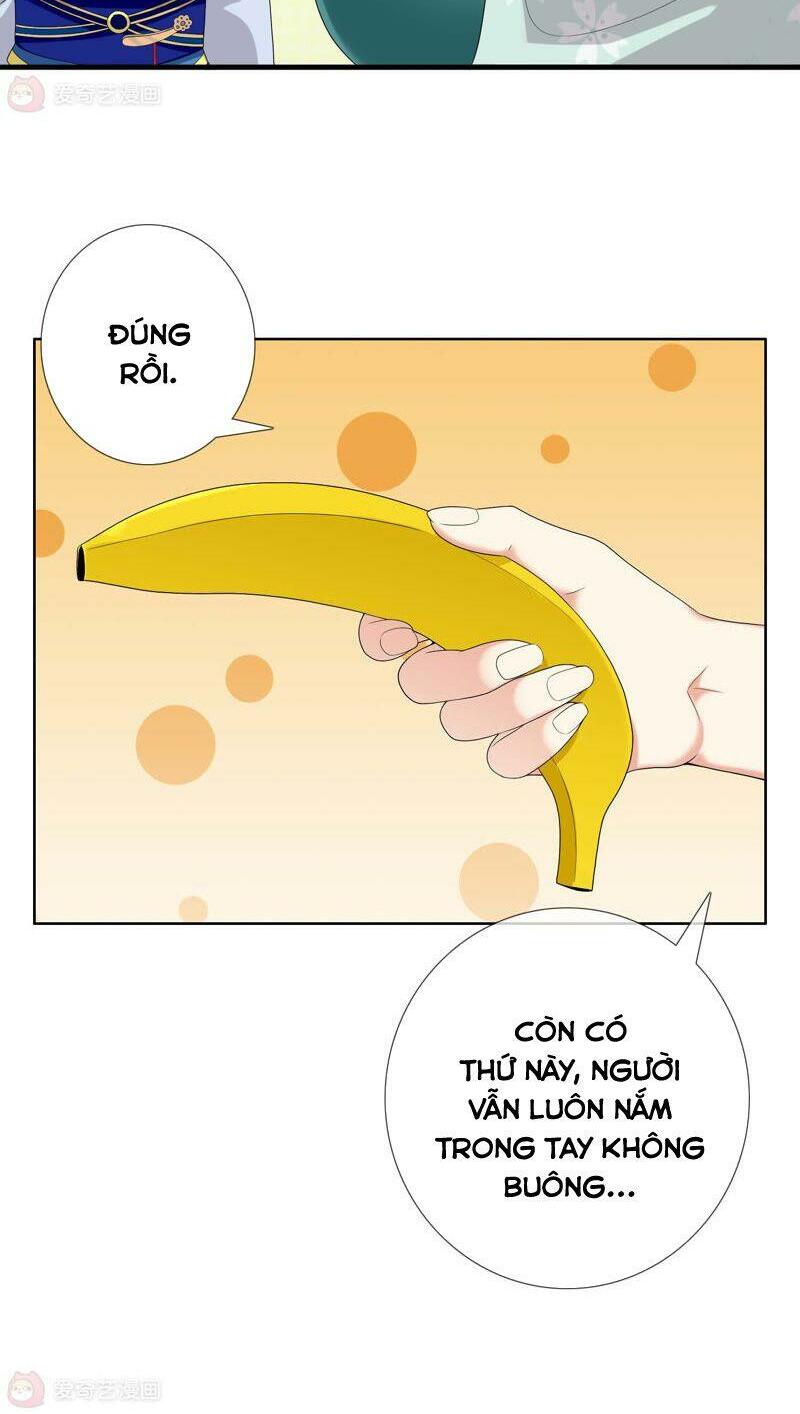 爱奇艺漫画
ĐÚNG
RỒI.
CÒN CÓ
THỨ NÀY, NGƯỜI
VẪN LUÔN NẮM
TRONG TAY KHÔNG
BUÔNG...
爱奇艺漫画